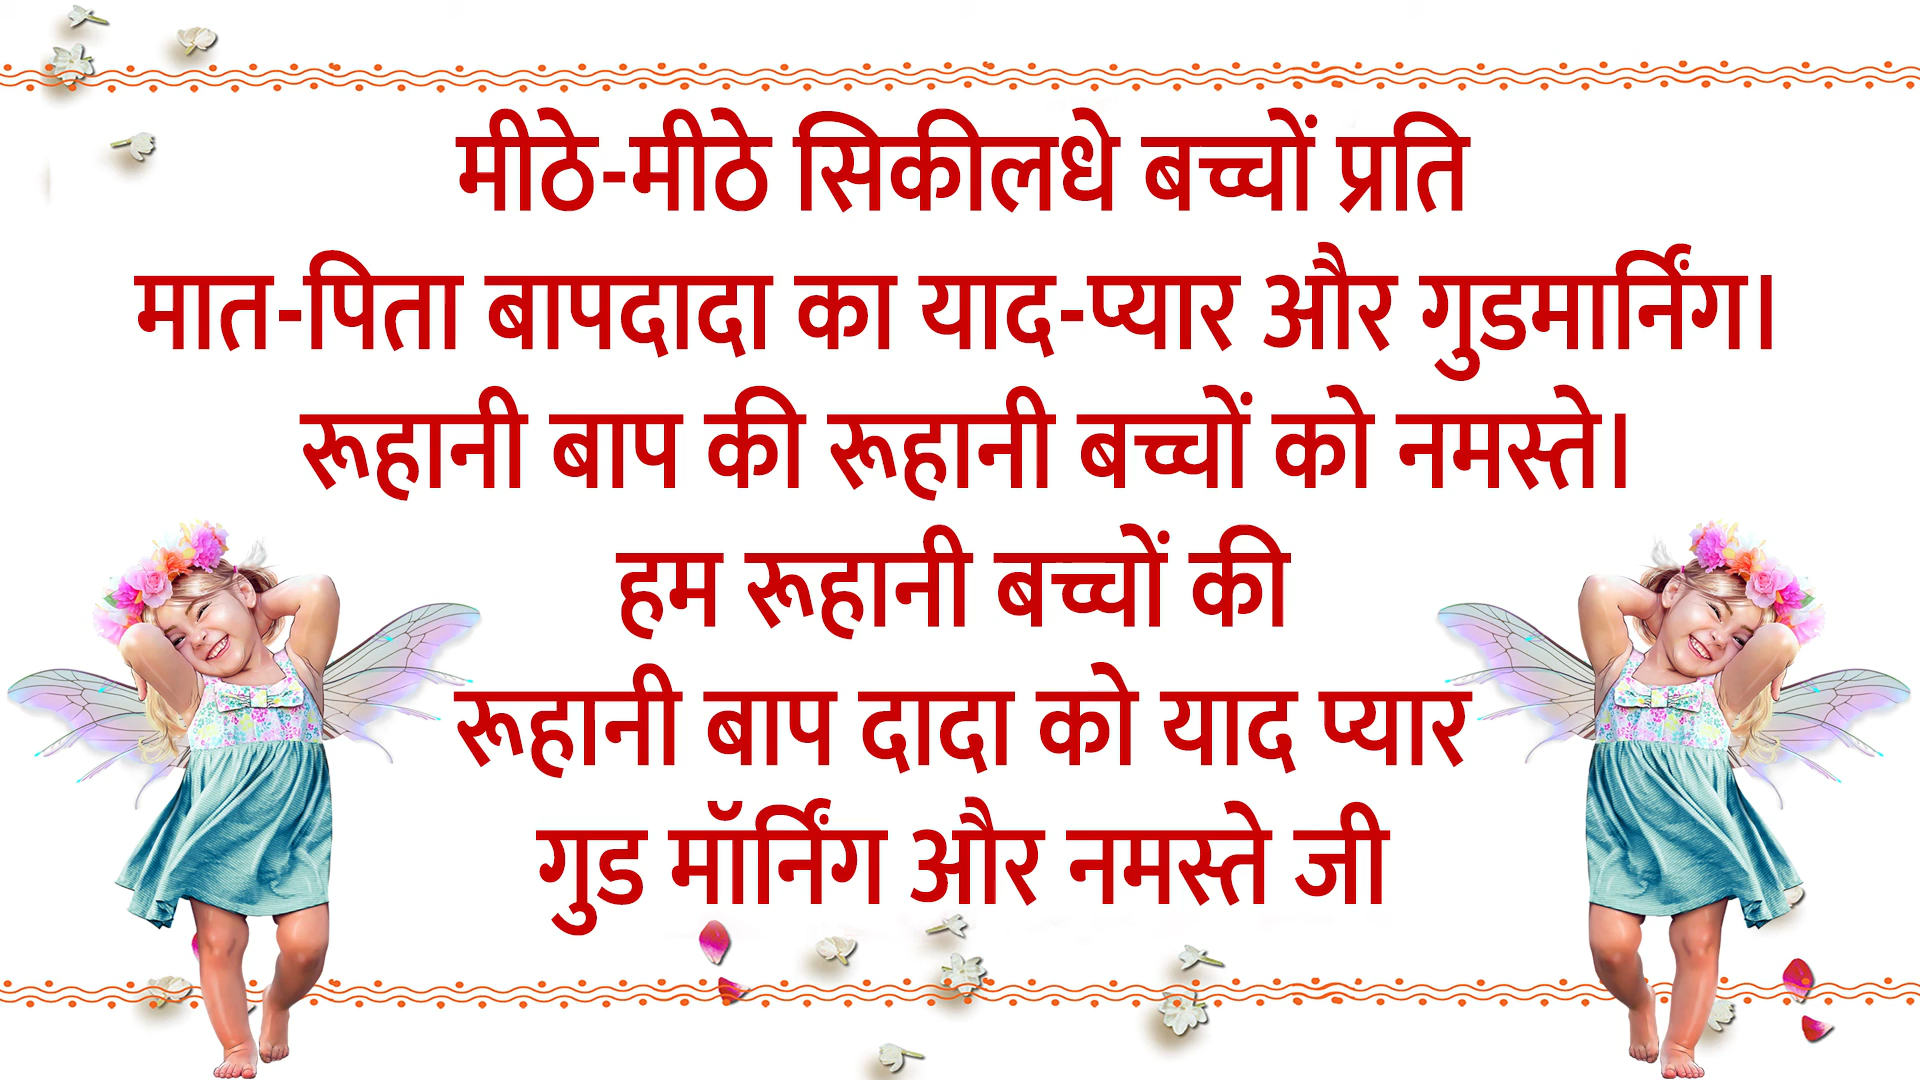 मीठे-मीठे सिकीलधे बच्चों प्रति
मात-पिता बापदादा का याद-प्यार और गुडमार्निंग।
रूहानी बाप की रूहानी बच्चों को नमस्ते।
हम रूहानी बच्चों की
रूहानी बाप दादा को याद प्यार
गुड मॉर्निंग और नमस्ते जी